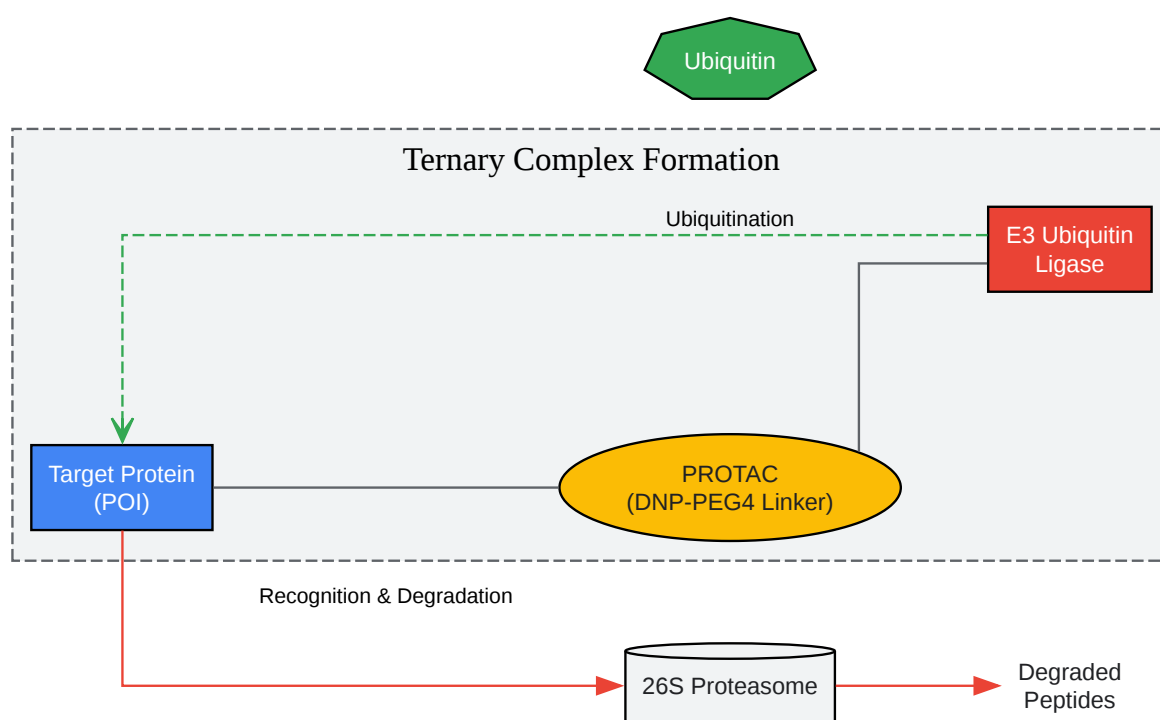 Ubiquitin
Ternary Complex Formation
Ubiquitination
E3 Ubiquitin
Ligase
Target Protein
(POI)
PROTAC
(DNP-PEG4 Linker)
Recognition & Degradation
26S Proteasome
Degraded
Peptides